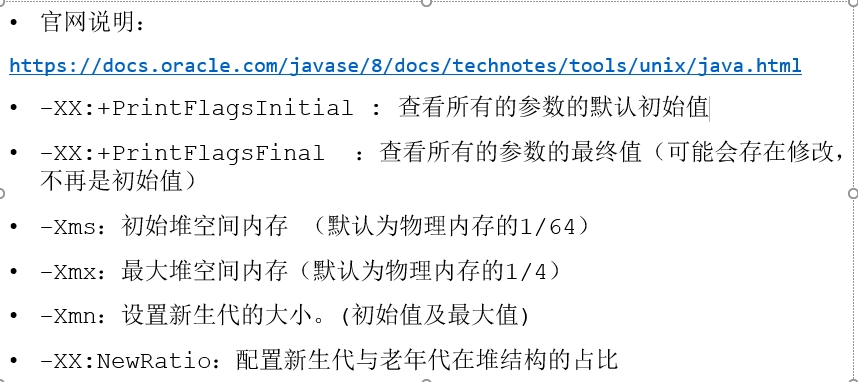 • 官网说明：
https://docs.oracle.com/javase/8/docs/technotes/tools/unix/java.html
• -XX:+PrintFlagsInitial : 查看所有的参数的默认初始值
• -XX:+PrintFlagsFinal ：查看所有的参数的最终值（可能会存在修改，
不再是初始值）
• -Xms：初始堆空间内存 （默认为物理内存的1/64）
• -Xmx：最大堆空间内存（默认为物理内存的1/4）
• -Xmn：设置新生代的大小。(初始值及最大值)
• -XX:NewRatio：配置新生代与老年代在堆结构的占比